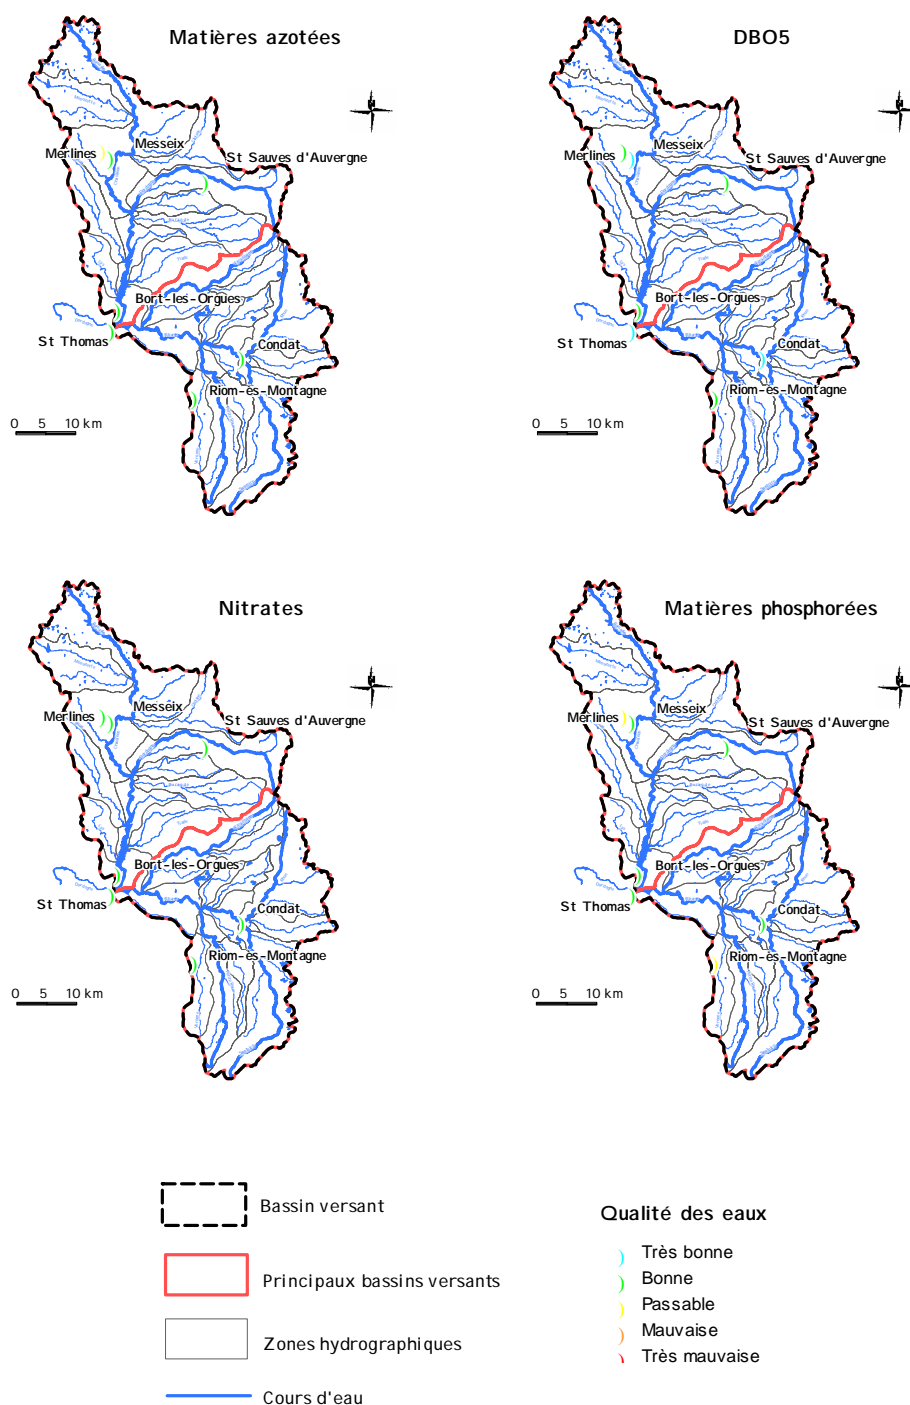 Matières azotées
DBO5
N
N
Messeix
Merlines
St Sauves d'Auvergne
Messeix
Merlines
St Sauves d'Auvergne
Bort-les-Orgues
St Thomas
Condat
Riom-ès-Montagne
Bort-les-Orgues
St Thomas
Condat
Riom-ès-Montagne
0 5 10 km
0 5 10 km
Nitrates
Matières phosphorées
N
N
Messeix
Merlines
St Sauves d'Auvergne
Messeix
Merlines
St Sauves d'Auvergne
Bort-les-Orgues
St Thomas
Condat
Riom-ès-Montagne
Bort-les-Orgues
St Thomas
Condat
Riom-ès-Montagne
0 5 10 km
0 5 10 km
Bassin versant
Principaux bassins versants
Zones hydrographiques
Cours d'eau
Qualité des eaux
Très bonne
Bonne
Passable
Mauvaise
Très mauvaise